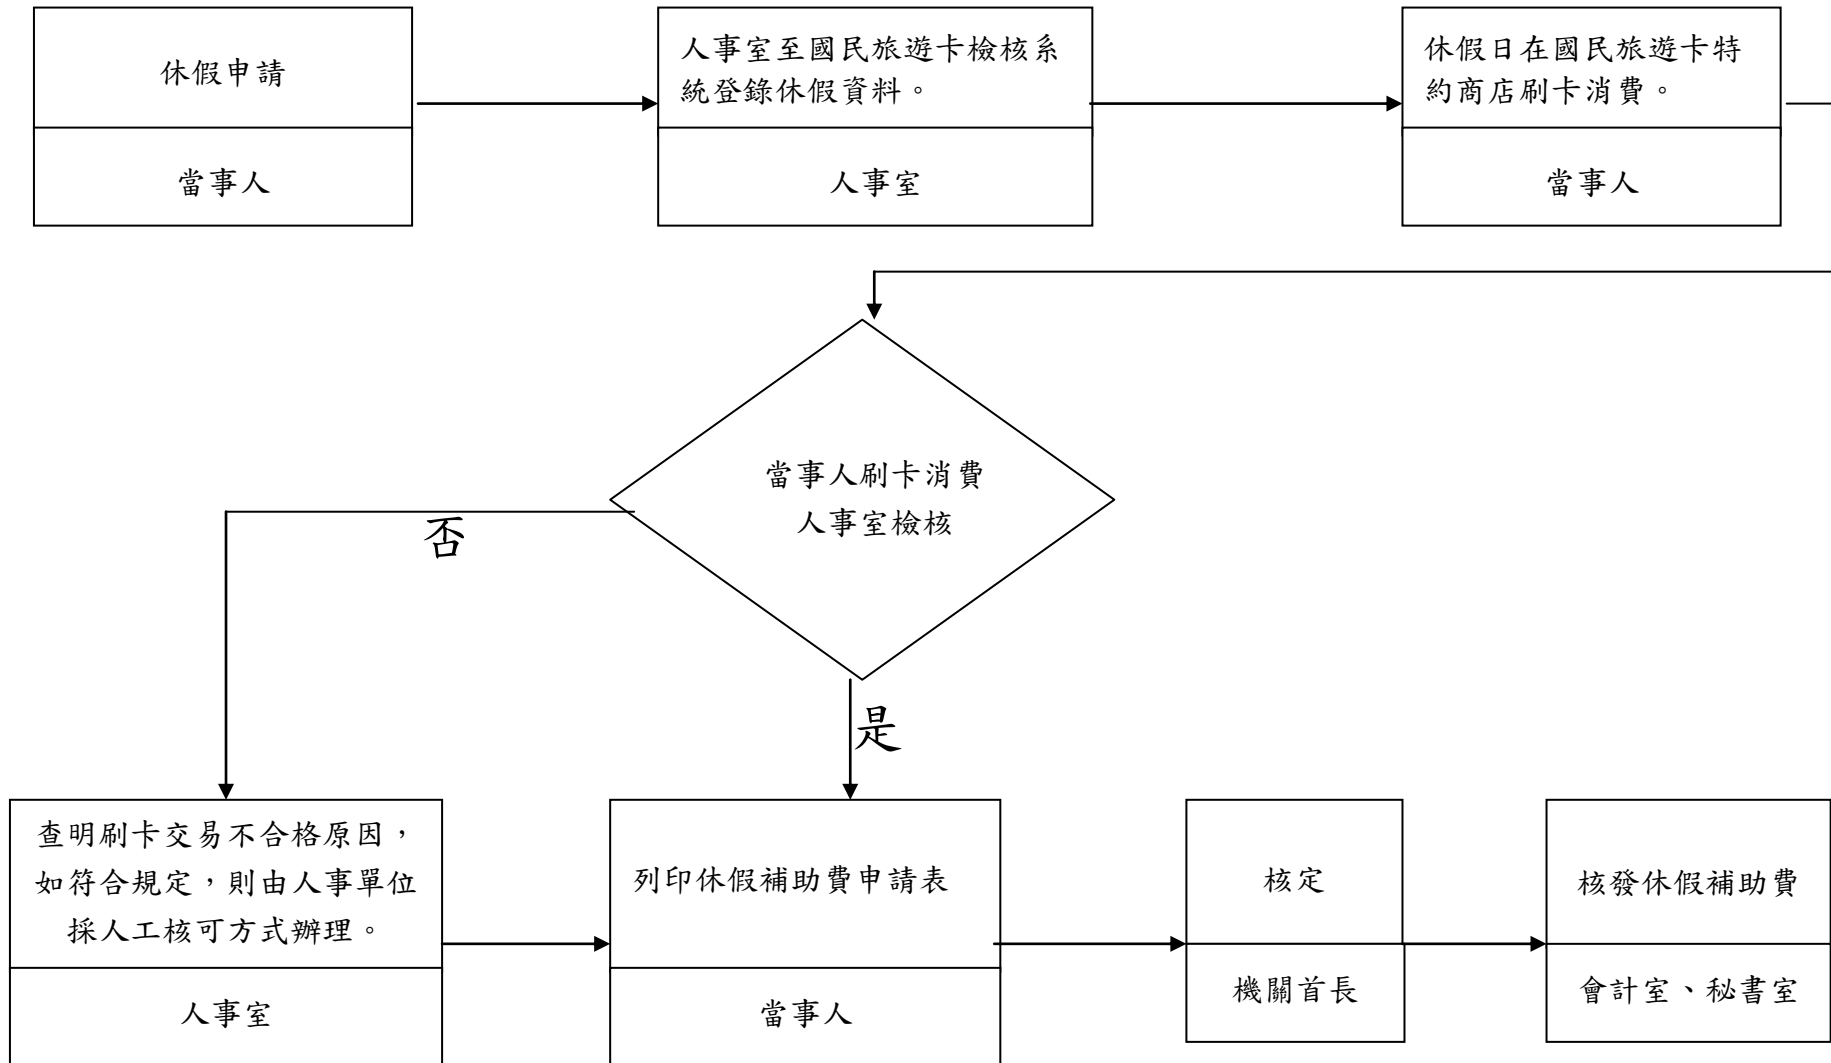 休假申請
當事人
人事室至國民旅遊卡檢核系
統登錄休假資料。
人事室
休假日在國民旅遊卡特
約商店刷卡消費。
當事人
當事人刷卡消費
人事室檢核
否
是
查明刷卡交易不合格原因，
如符合規定，則由人事單位
採人工核可方式辦理。
人事室
列印休假補助費申請表
當事人
核定
機關首長
核發休假補助費
會計室、秘書室